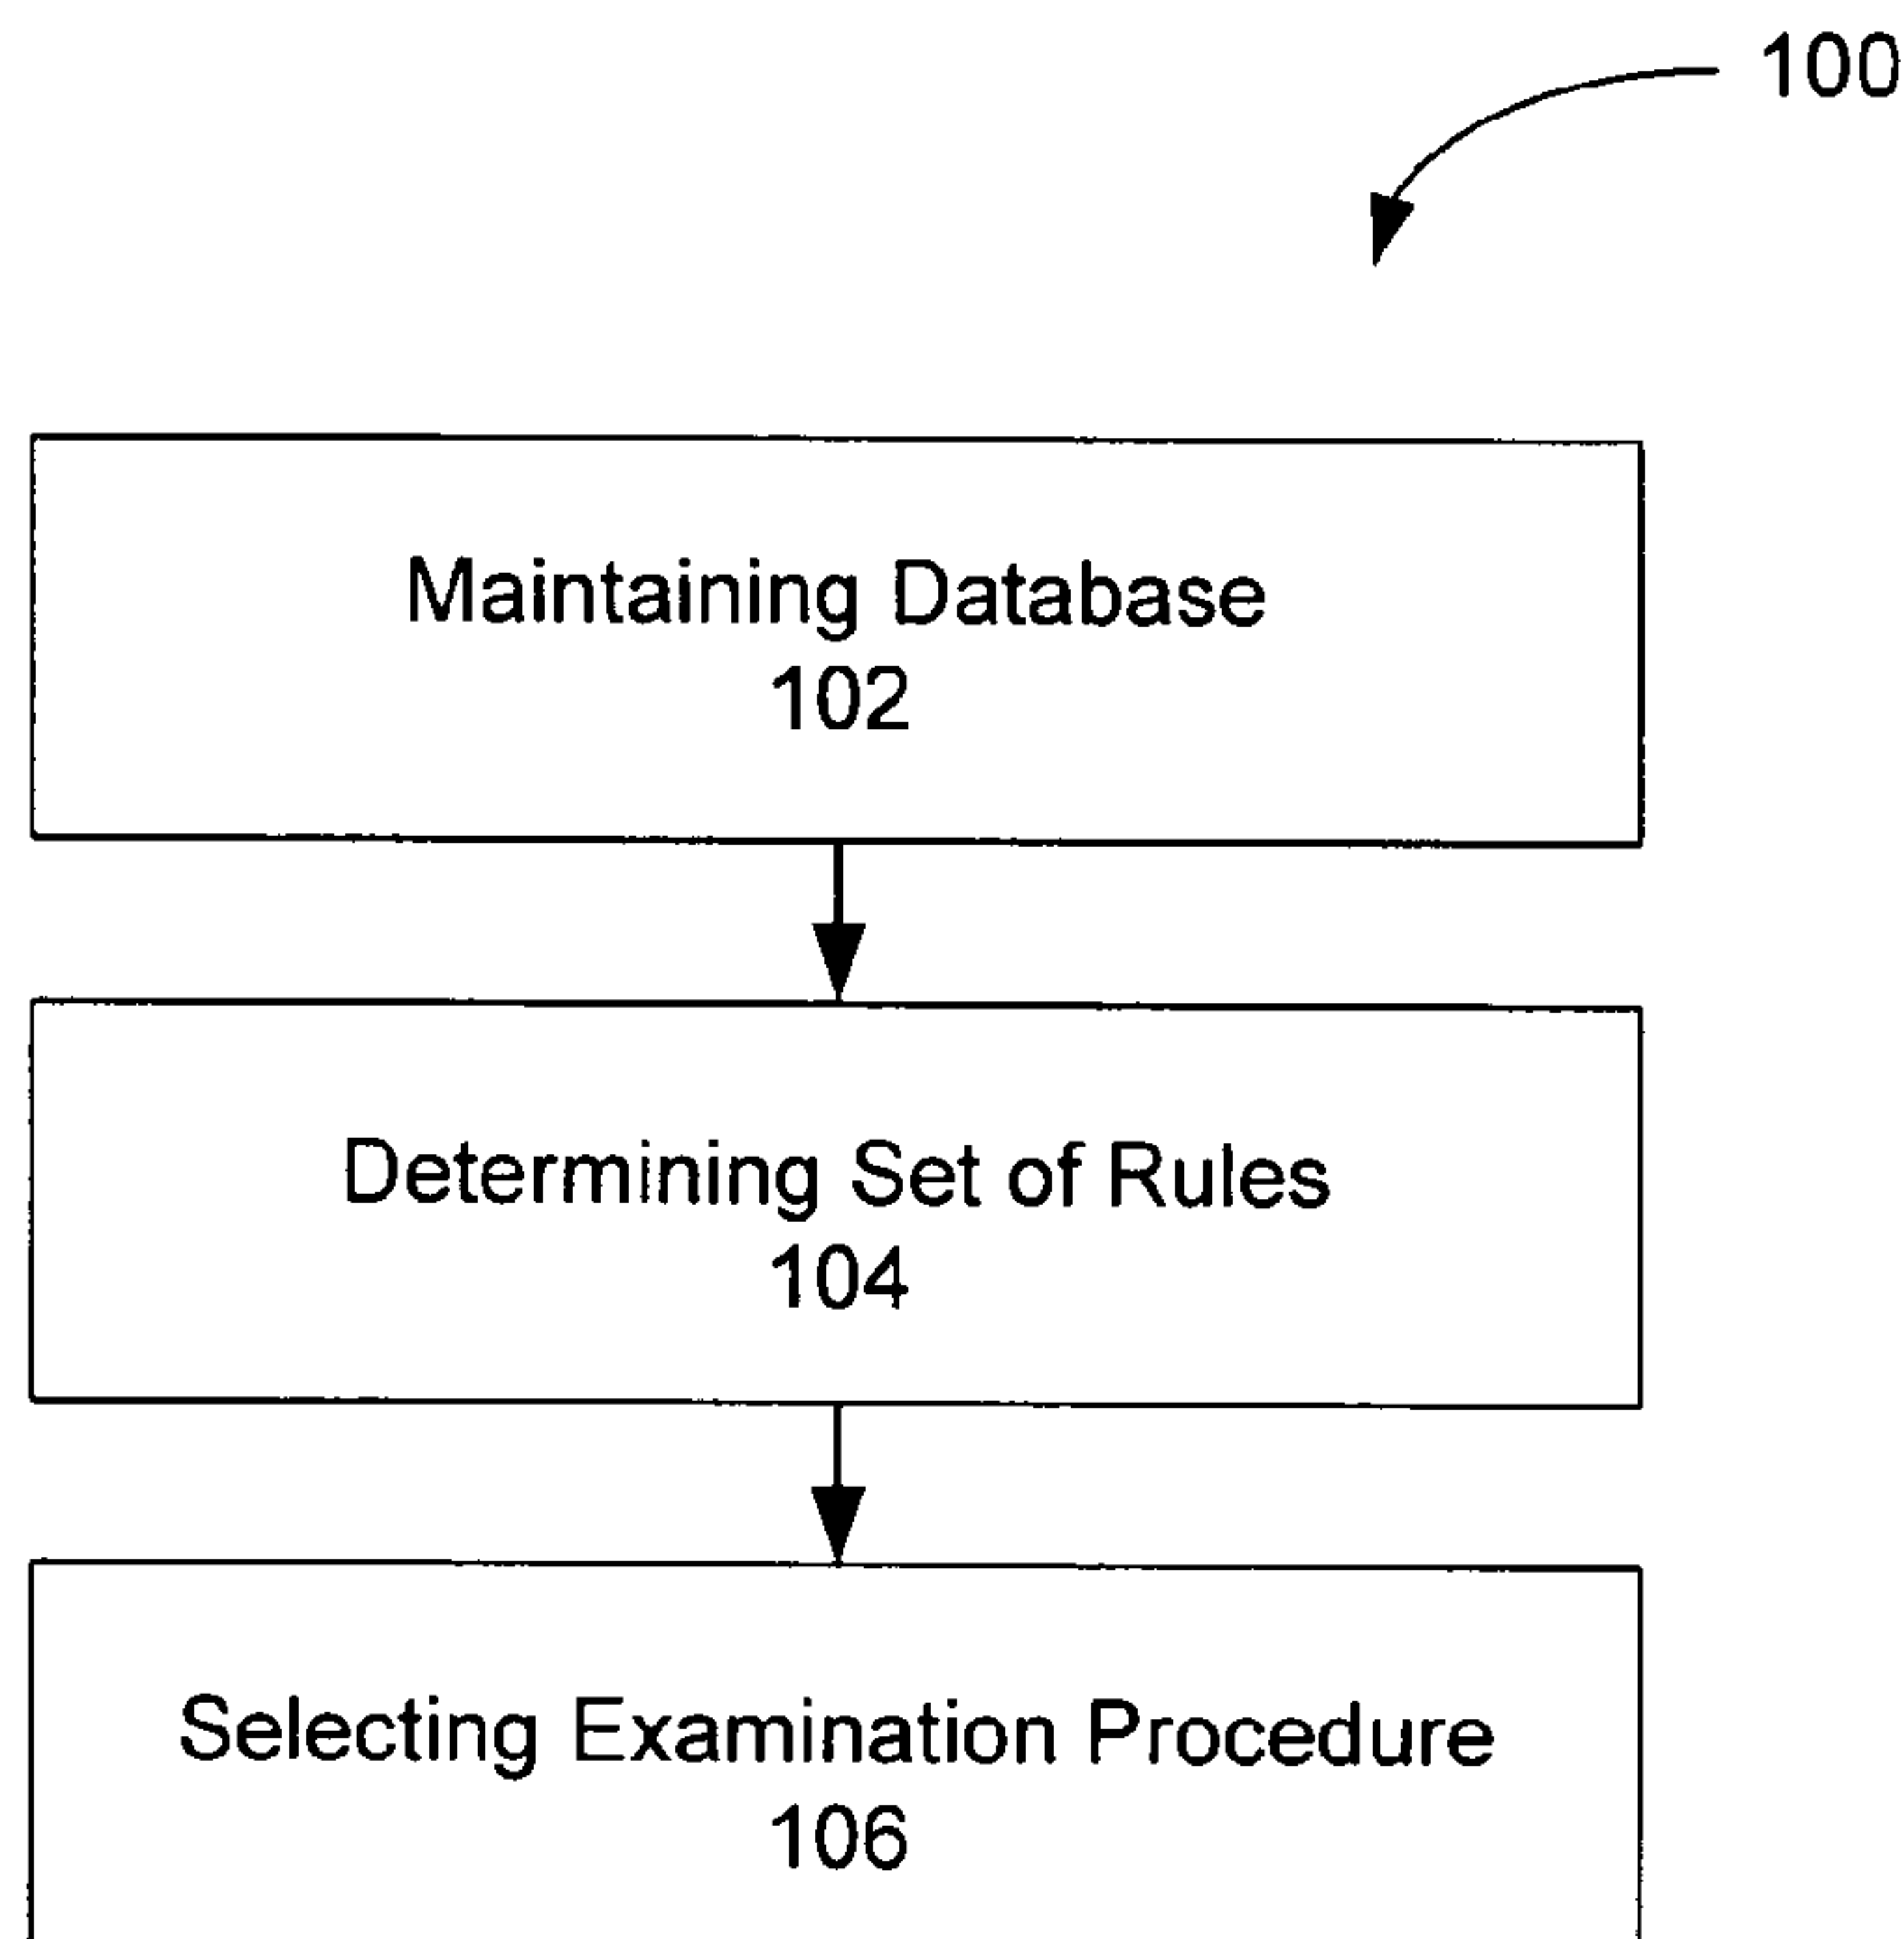 100
Maintaining Database
102
Determining Set of Rules
104
Selecting Examination Procedure
106